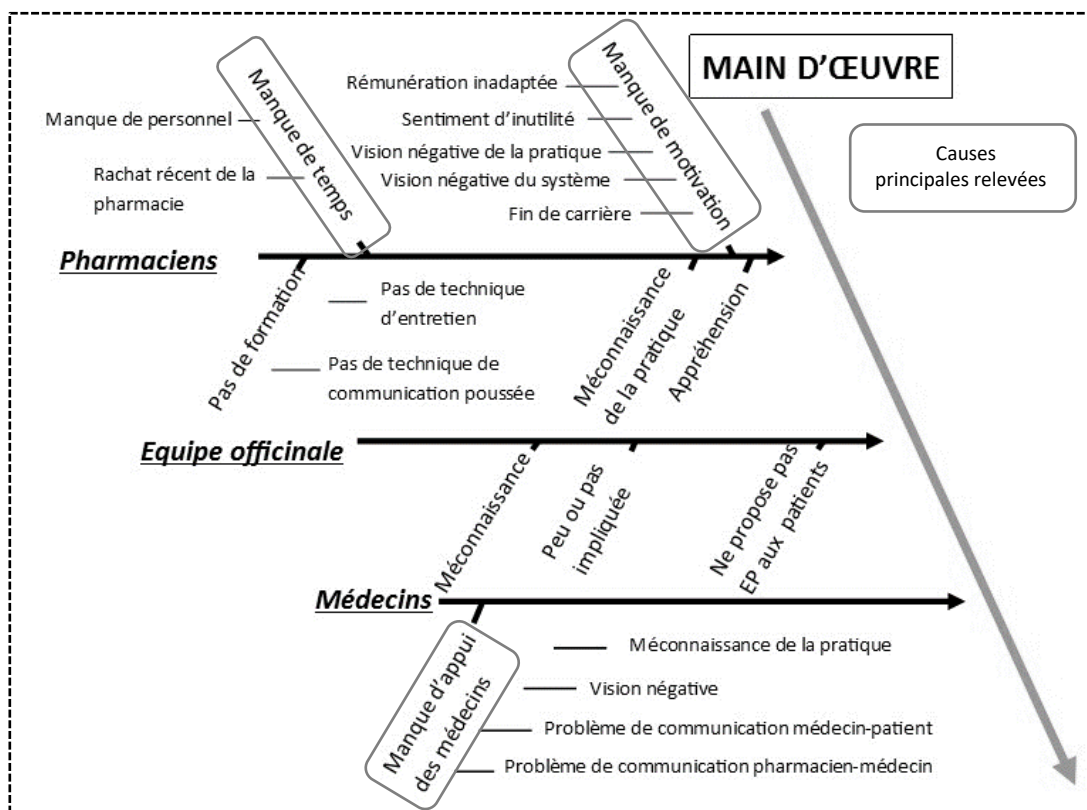 MAIN D'ŒUVRE
Causes
principales relevées
Manque de temps
Manque de personnel
Rachat récent de la
pharmacie
Manque de motivation
Rémunération inadaptée
Sentiment d'inutilité
Vision négative de la pratique
Vision négative du système
Fin de carrière
Pharmaciens
Pas de formation
Pas de technique
d'entretien
Pas de technique de
communication poussée
Méconnaissance
de la pratique
Appréhension
Equipe officinale
Méconnaissance
Peu ou pas
impliquée
Ne propose pas
EP aux patients
Médecins
Manque d'appui
des médecins
Méconnaissance de la pratique
Vision négative
Problème de communication médecin-patient
Problème de communication pharmacien-médecin